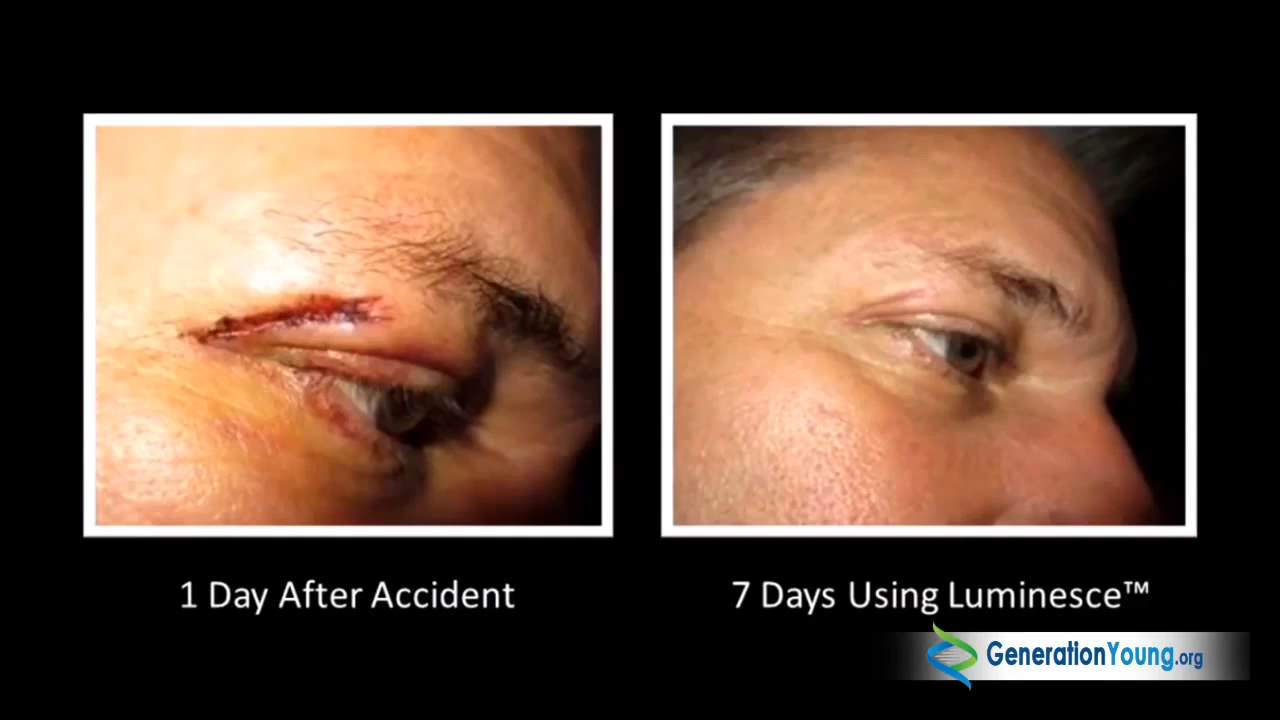 1 Day After Accident
7 Days Using Luminesce™
GenerationYoung.org